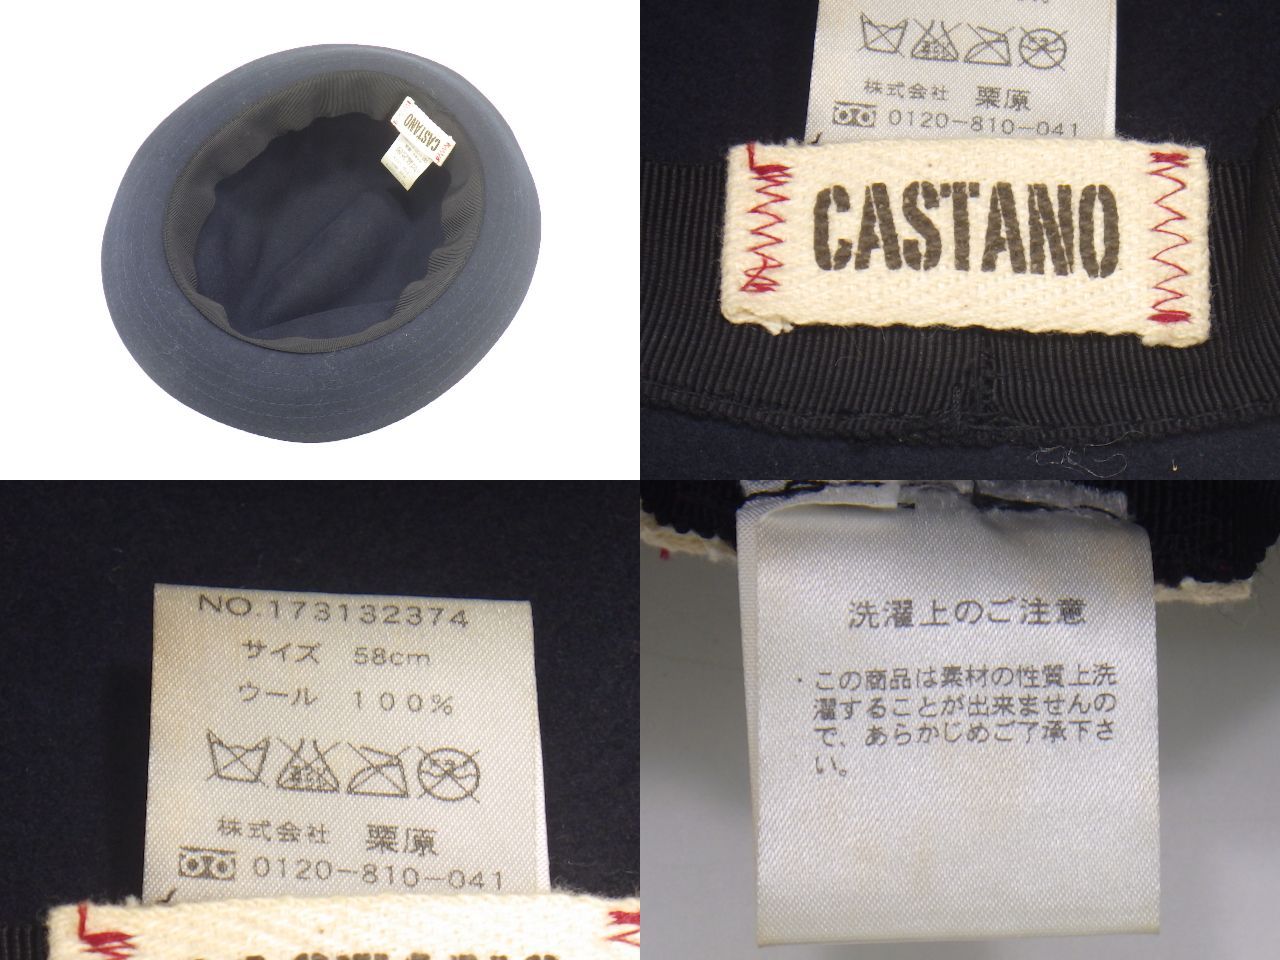 CASTANO
株式会社 栗原
0120-810-041
CASTANO
NO.173132374
サイズ 58cm
ウール 100%
株式会社 栗原
0120-810-041
洗濯上のご注意
・この商品は素材の性質上洗
濯することが出来ませんの
で、あらかじめご了承下さ
い。